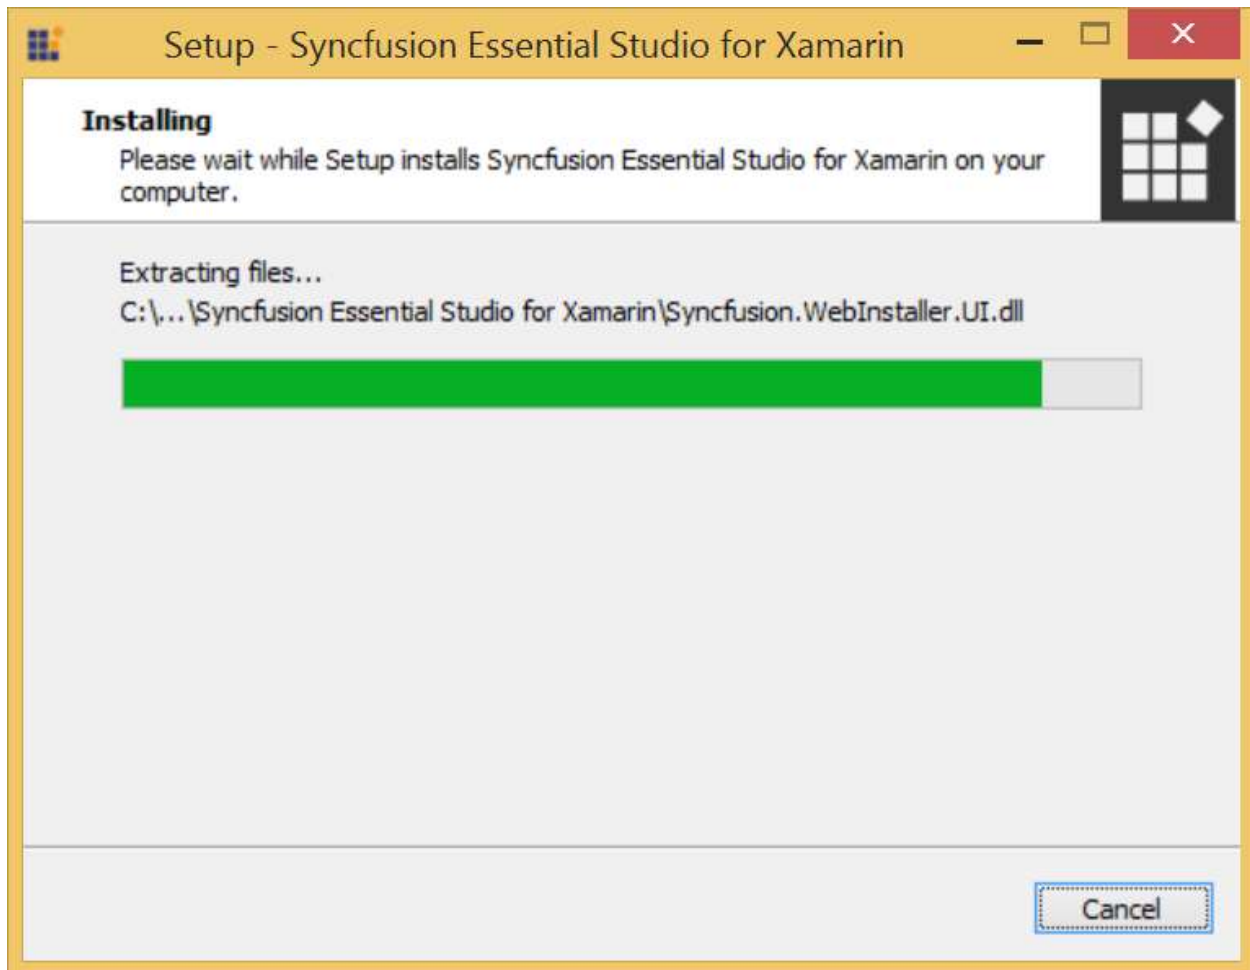 Setup - Syncfusion Essential Studio for Xamarin
Installing
Please wait while Setup installs Syncfusion Essential Studio for Xamarin on your
computer.
Extracting files...
C:\...\Syncfusion Essential Studio for Xamarin\Syncfusion.WebInstaller.UI.dll
Cancel